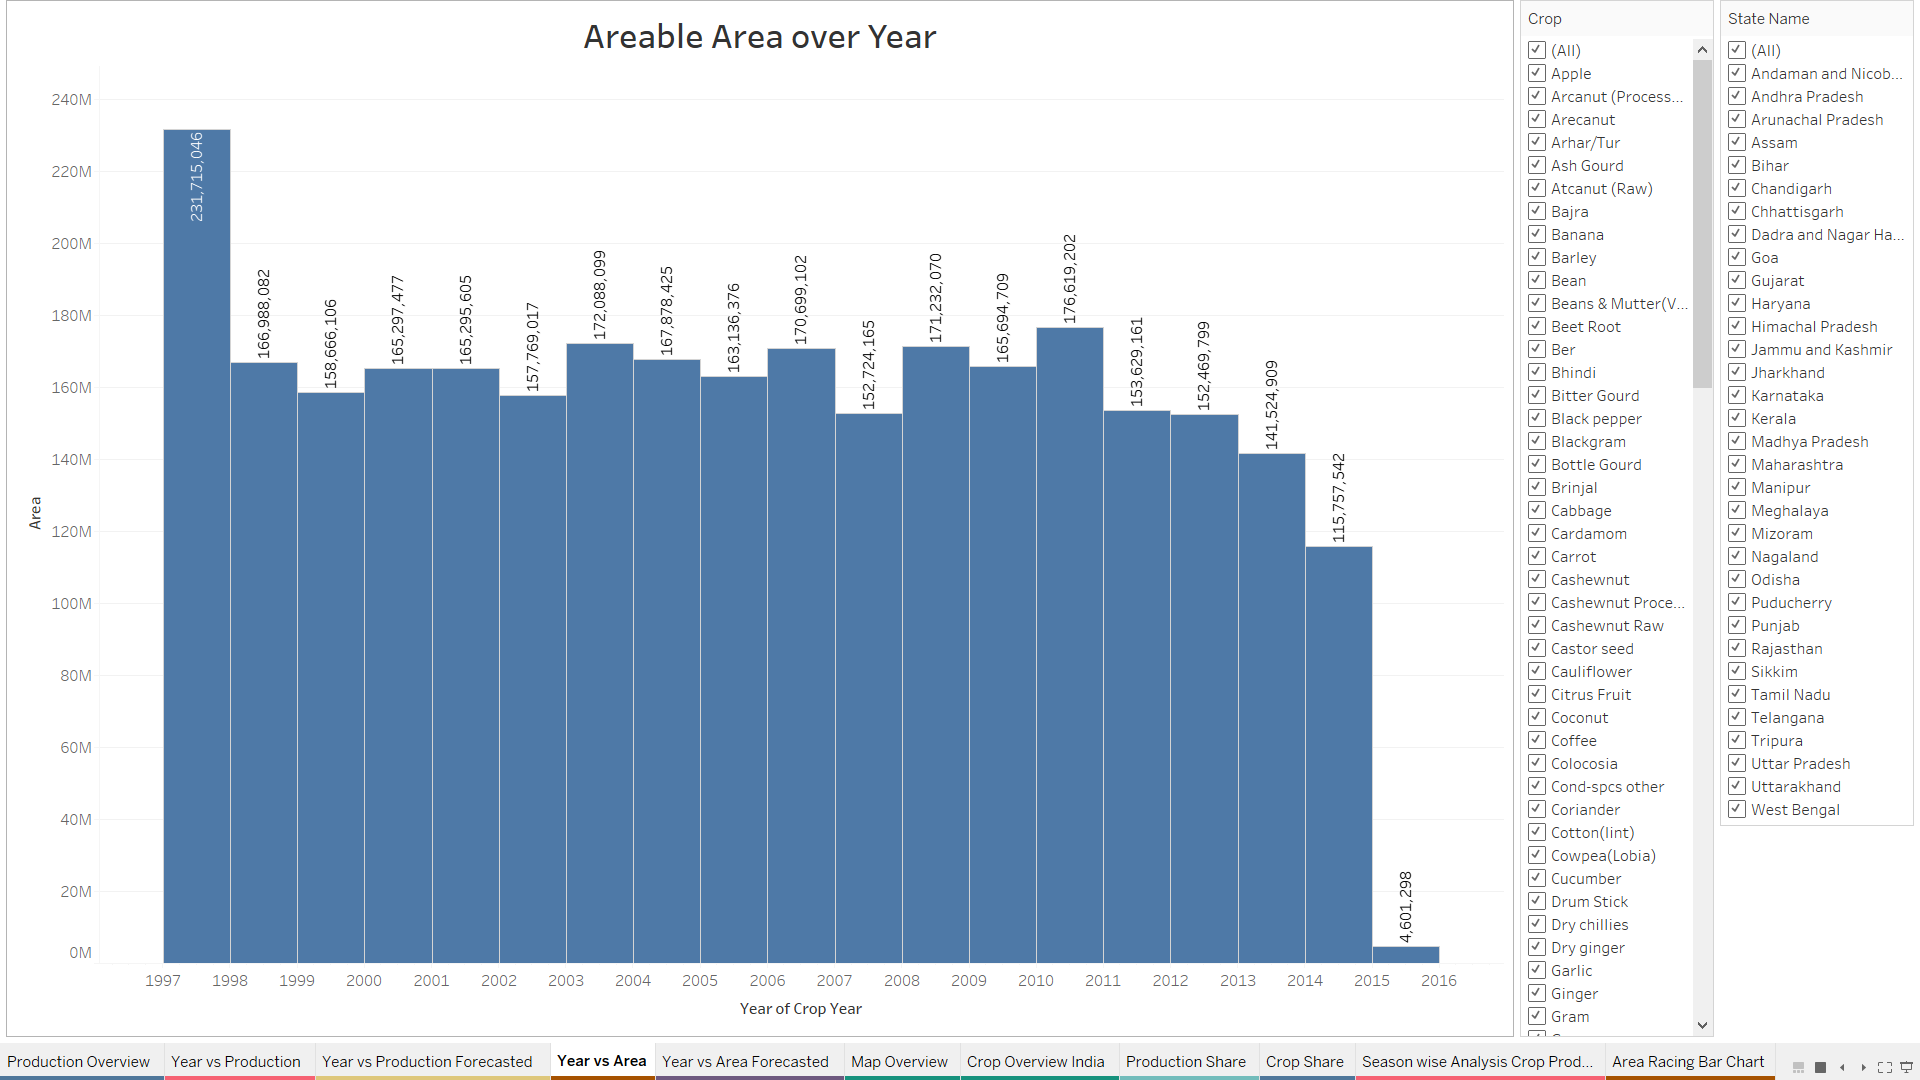 Areable Area over Year
240M
220M
200M
180M
160M
140M
120M
100M
80M
60M
40M
20M
0M
Area
231,715,046
166,988,082
158,666,106
165,297,477
165,295,605
157,769,017
172,088,099
167,878,425
163,136,376
170,699,102
152,724,165
171,232,070
165,694,709
176,619,202
153,629,161
152,469,799
141,524,909
115,757,542
4,601,298
1997 1998 1999 2000 2001 2002 2003 2004 2005 2006 2007 2008 2009 2010 2011 2012 2013 2014 2015 2016
Year of Crop Year
Crop
(All)
Apple
Arcanut (Process...
Arecanut
Arhar/Tur
Ash Gourd
Atcanut (Raw)
Bajra
Banana
Barley
Bean
Beans & Mutter(V...
Beet Root
Ber
Bhindi
Bitter Gourd
Black pepper
Blackgram
Bottle Gourd
Brinjal
Cabbage
Cardamom
Carrot
Cashewnut
Cashewnut Proce...
Cashewnut Raw
Castor seed
Cauliflower
Citrus Fruit
Coconut
Coffee
Colocosia
Cond-spcs other
Coriander
Cotton(lint)
Cowpea(Lobia)
Cucumber
Drum Stick
Dry chillies
Dry ginger
Garlic
Ginger
Gram
State Name
(All)
Andaman and Nicob...
Andhra Pradesh
Arunachal Pradesh
Assam
Bihar
Chandigarh
Chhattisgarh
Dadra and Nagar Ha...
Goa
Gujarat
Haryana
Himachal Pradesh
Jammu and Kashmir
Jharkhand
Karnataka
Kerala
Madhya Pradesh
Maharashtra
Manipur
Meghalaya
Mizoram
Nagaland
Odisha
Puducherry
Punjab
Rajasthan
Sikkim
Tamil Nadu
Telangana
Tripura
Uttar Pradesh
Uttarakhand
West Bengal
Production Overview
Year vs Production
Year vs Production Forecasted
Year vs Area
Year vs Area Forecasted
Map Overview
Crop Overview India
Production Share
Crop Share
Season wise Analysis Crop Prod...
Area Racing Bar Chart